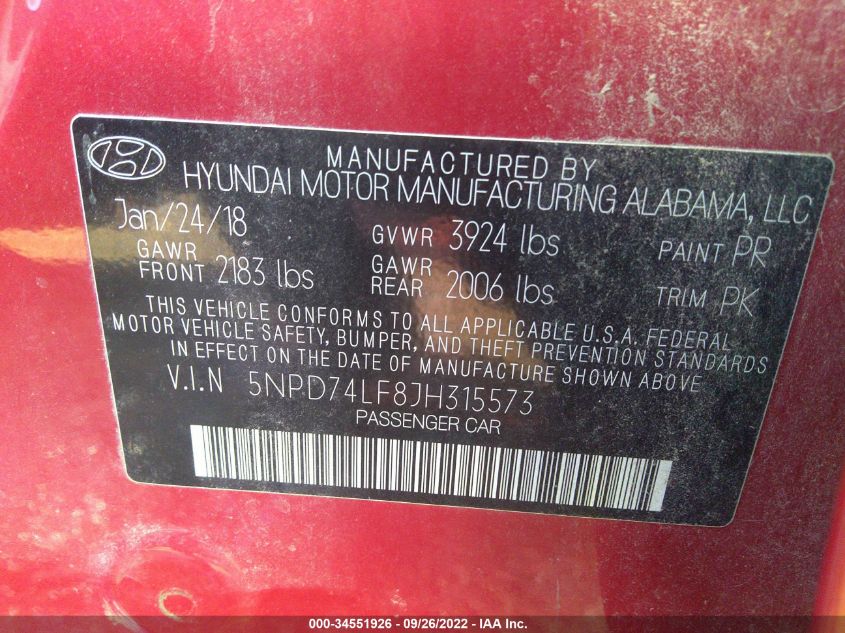 MANUFACTURED BY
HYUNDAI MOTOR MANUFACTURING ALABAMA, LLC
Jan/24/18 GVWR 3924 lbs PAINT PR
GAWR FRONT 2183 lbs GAWR REAR 2006 lbs TRIM PK
THIS VEHICLE CONFORMS TO ALL APPLICABLE U.S.A. FEDERAL
MOTOR VEHICLE SAFETY, BUMPER, AND THEFT PREVENTION STANDARDS
IN EFFECT ON THE DATE OF MANUFACTURE SHOWN ABOVE
V.I.N 5NPD74LF8JH315573
PASSENGER CAR
000-34551926 - 09/26/2022 - IAA Inc.